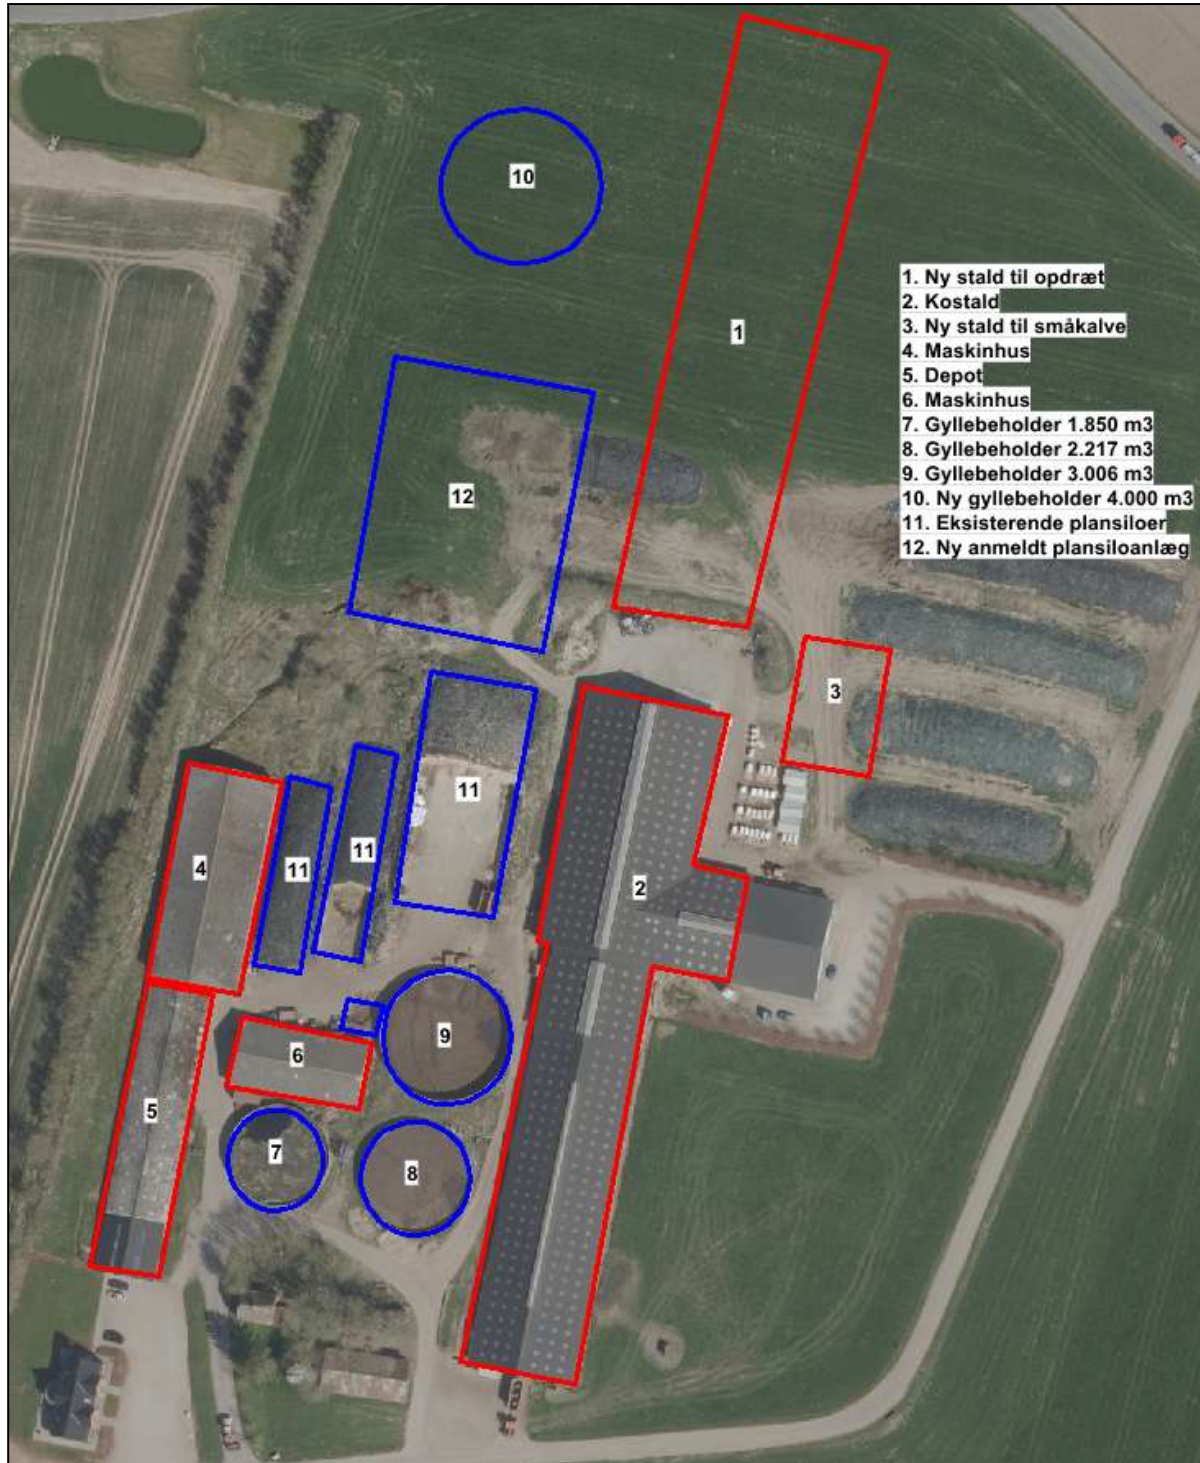 10
1. Ny stald til opdræt
2. Kostald
1
3. Ny stald til småkalve
4. Maskinhus
5. Depot
6. Maskinhus
7. Gyllebeholder 1.850 m3
8. Gyllebeholder 2.217 m3
9. Gyllebeholder 3.006 m3
12
10. Ny gyllebeholder 4.000 m3
11. Eksisterende plansiloer
12. Ny anmeldt plansiloanlæg
3
11
11
4
11
2
9
6
5
7
8